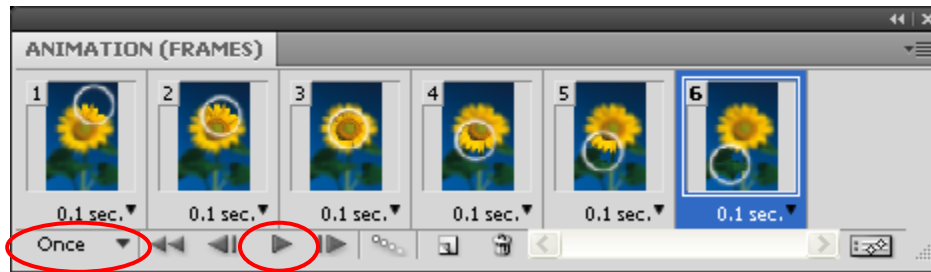 ANIMATION (FRAMES)
1 2 3 4 5 6
0.1 sec. 0.1 sec. 0.1 sec. 0.1 sec. 0.1 sec. 0.1 sec.
Once